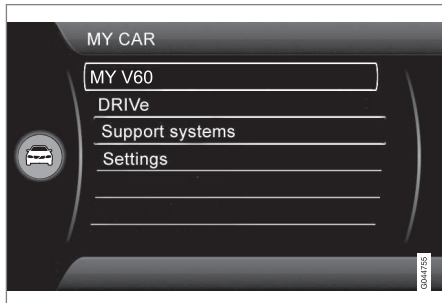 MY CAR
MY V60
DRIVe
Support systems
Settings
G044755